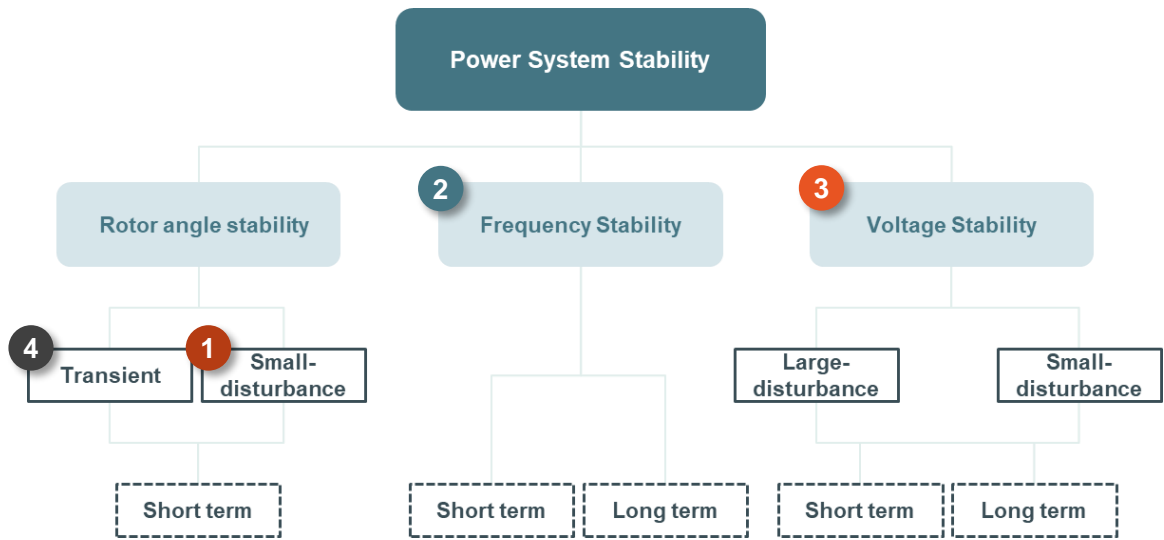 Power System Stability
2
3
Rotor angle stability
Frequency Stability
Voltage Stability
4
1
Transient
Small-
disturbance
Large-
disturbance
Small-
disturbance
Short term
Short term
Long term
Short term
Long term